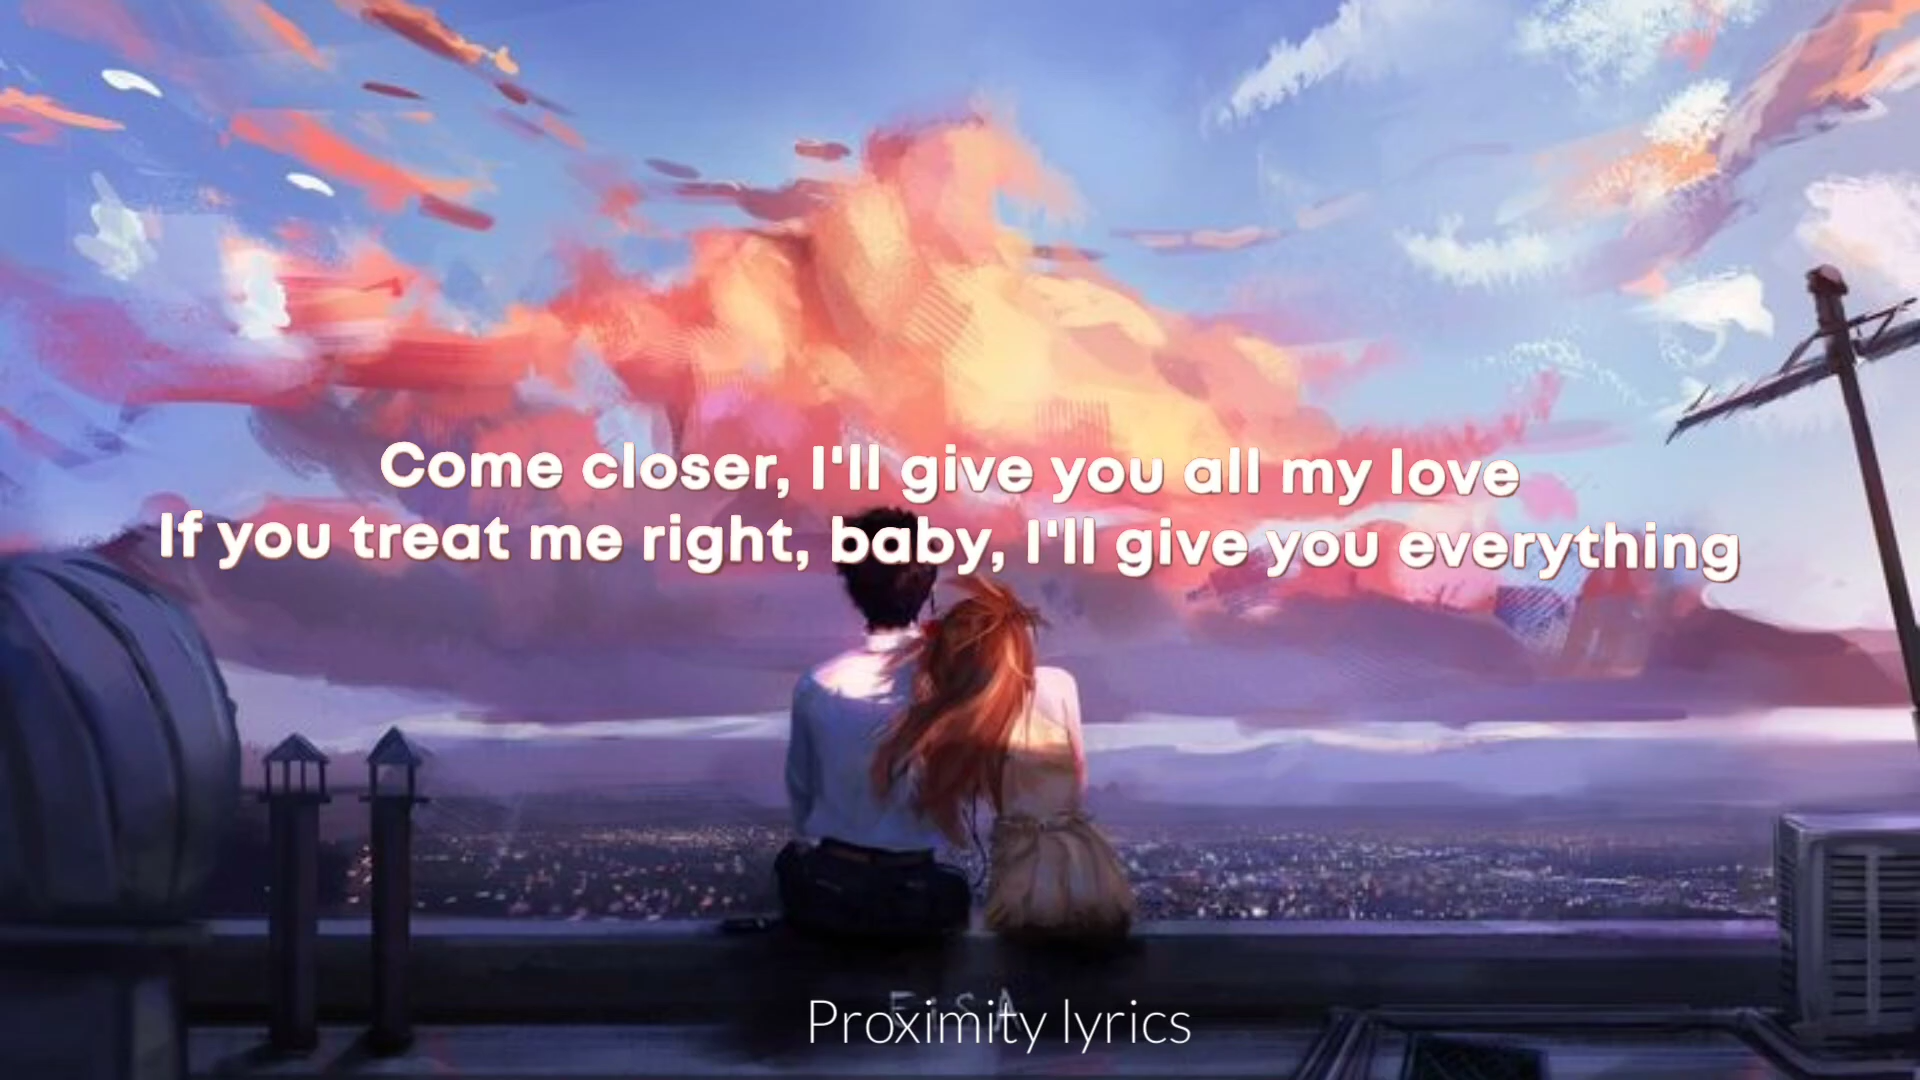 Come closer, I'll give you all my love
If you treat me right, baby, I'll give you everything
Proximity lyrics